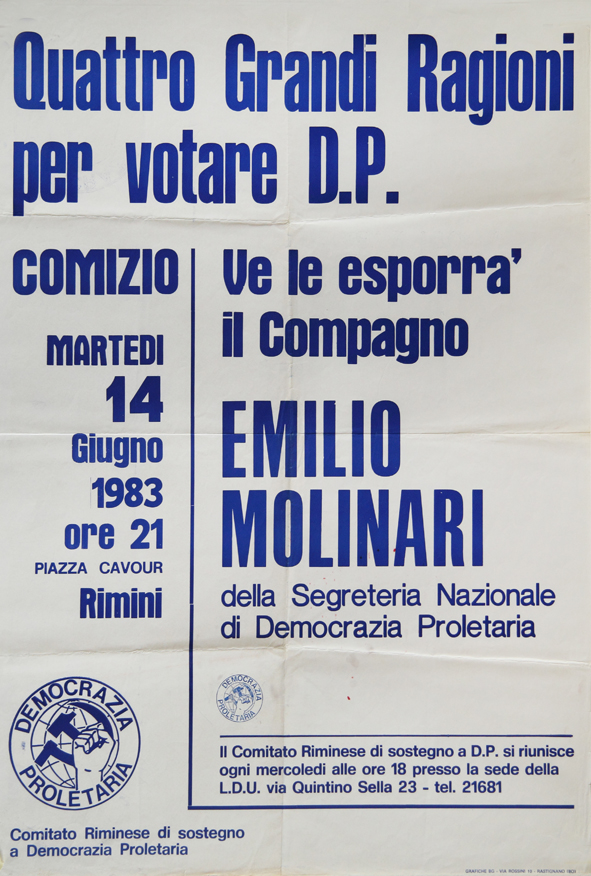 Quattro Grandi Ragioni
per votare D.P.
COMIZIO
MARTEDI
14
Giugno
1983
ore 21
PIAZZA CAVOUR
Rimini
Ve le esporra'
il Compagno
EMILIO
MOLINARI
della Segreteria Nazionale
di Democrazia Proletaria
DEMOCRAZIA
PROLETARIA
Il Comitato Riminese di sostegno a D.P. si riunisce
ogni mercoledì alle ore 18 presso la sede della
L.D.U. via Quintino Sella 23 - tel. 21681
DEMOCRAZIA
PROLETARIA
Comitato Riminese di sostegno
a Democrazia Proletaria